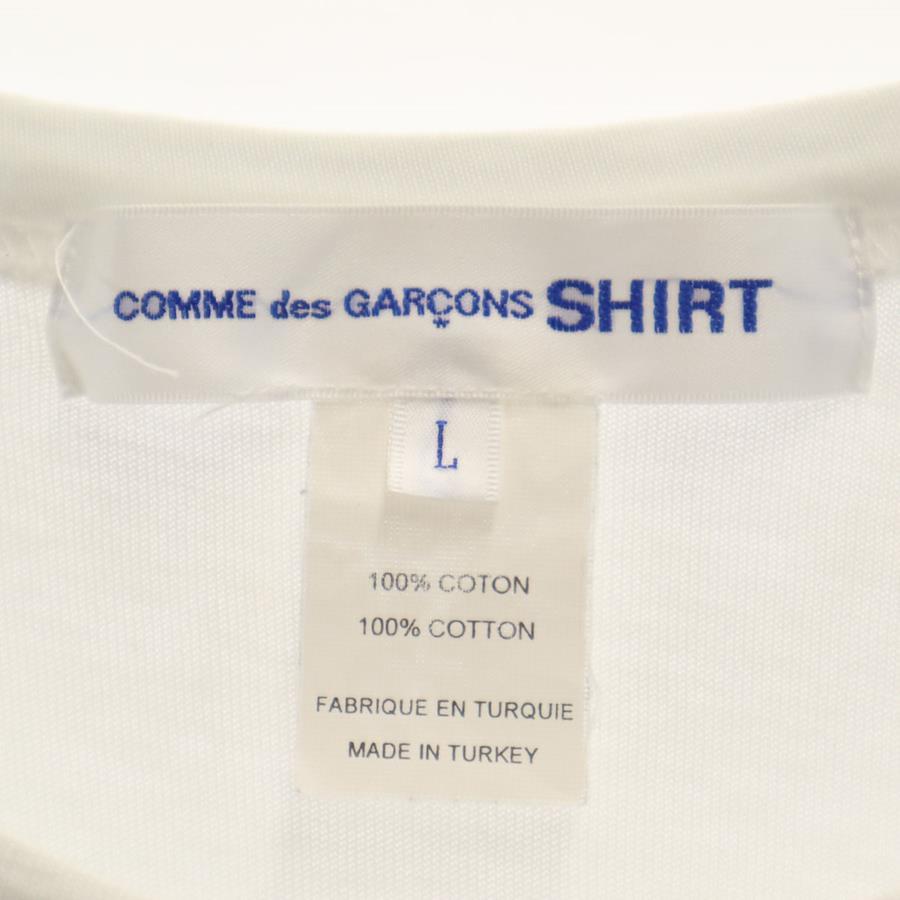 COMME des GARÇONS SHIRT
L
100% COTON
100% COTTON
FABRIQUE EN TURQUIE
MADE IN TURKEY